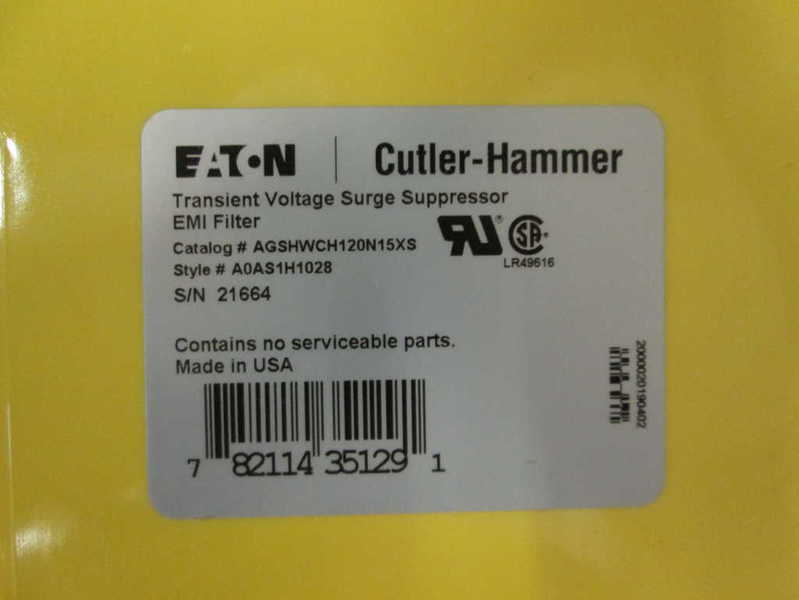 EATON | Cutler-Hammer
Transient Voltage Surge Suppressor
EMI Filter
Catalog # AGSHWCH120N15XS
Style # A0AS1H1028
S/N 21664
LR49616
Contains no serviceable parts.
Made in USA
7 82114 35129 1
2000020190402